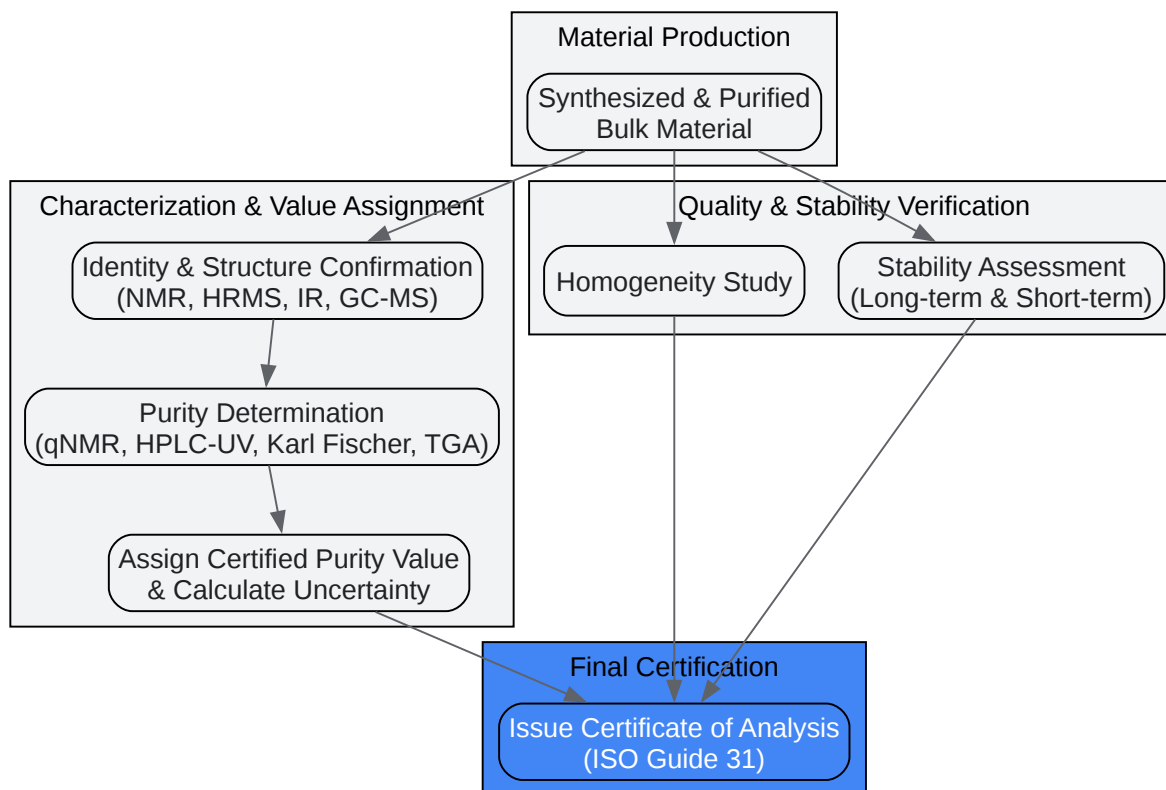 Material Production
Synthesized & Purified
Bulk Material
Characterization & Value Assignment
Identity & Structure Confirmation
(NMR, HRMS, IR, GC-MS)
Purity Determination
(qNMR, HPLC-UV, Karl Fischer, TGA)
Assign Certified Purity Value
& Calculate Uncertainty
Quality & Stability Verification
Homogeneity Study
Stability Assessment
(Long-term & Short-term)
Final Certification
Issue Certificate of Analysis
(ISO Guide 31)